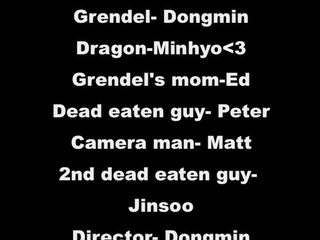 Grendel- Dongmin
Dragon-Minhyo<3
Grendel's mom-Ed
Dead eaten guy- Peter
Camera man- Matt
2nd dead eaten guy-
Jinsoo
Director- Dongmin